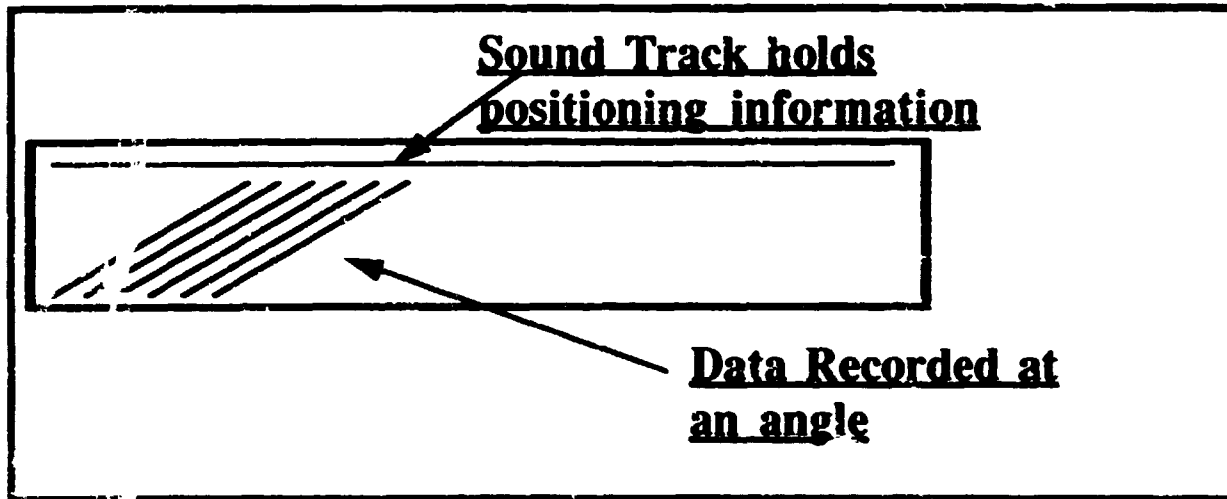 Sound Track holds
positioning information
Data Recorded at
an angle